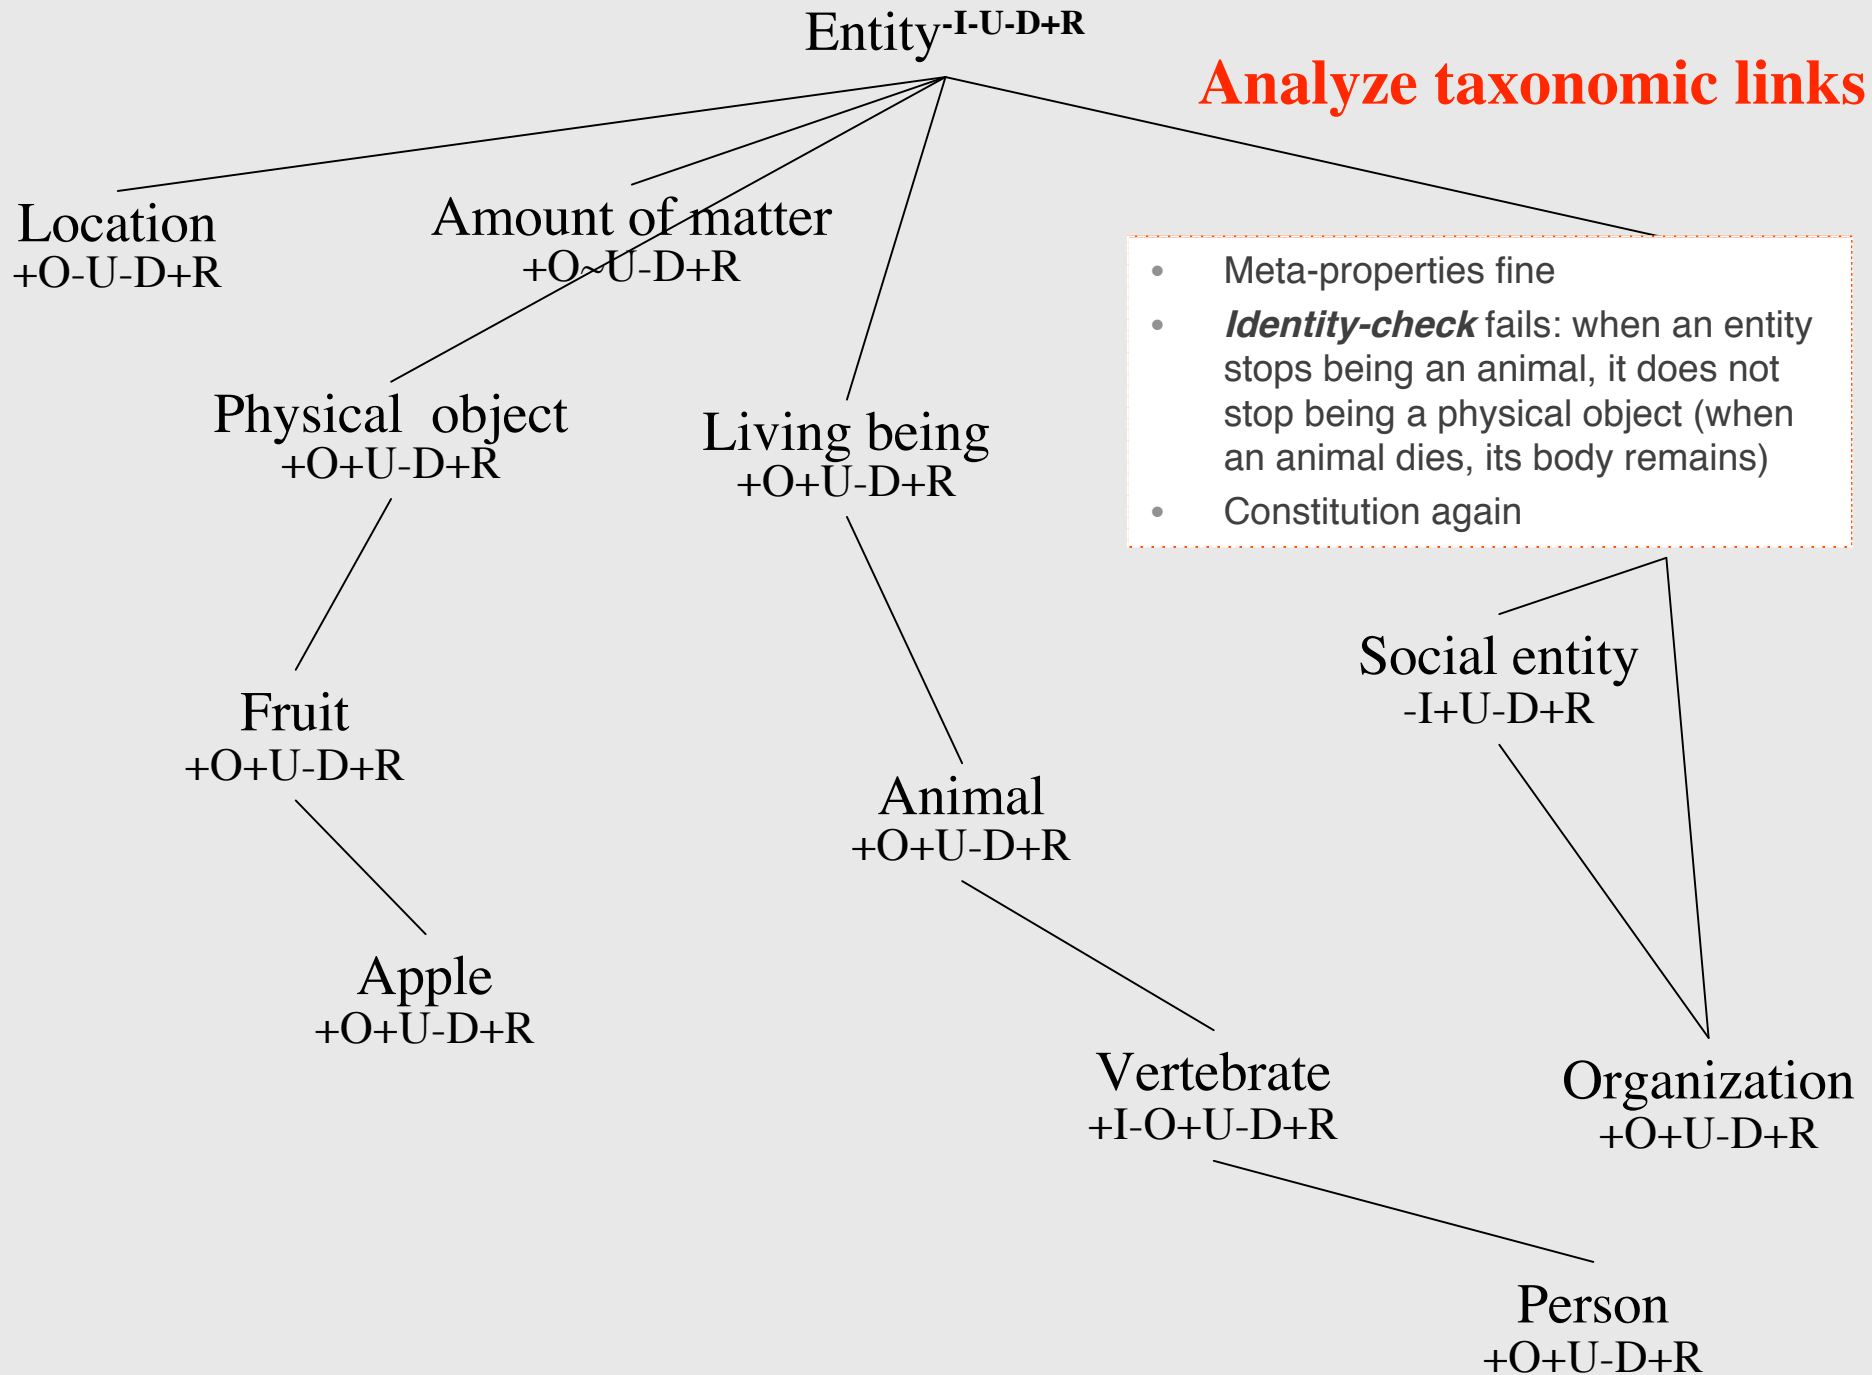 Entity-I-U-D+R
Analyze taxonomic links
Location
+O-U-D+R
Amount of matter
+O~U-D+R
• Meta-properties fine
• Identity-check fails: when an entity
stops being an animal, it does not
stop being a physical object (when
an animal dies, its body remains)
• Constitution again
Physical object
+O+U-D+R
Living being
+O+U-D+R
Social entity
-I+U-D+R
Fruit
+O+U-D+R
Animal
+O+U-D+R
Apple
+O+U-D+R
Vertebrate
+I-O+U-D+R
Organization
+O+U-D+R
Person
+O+U-D+R